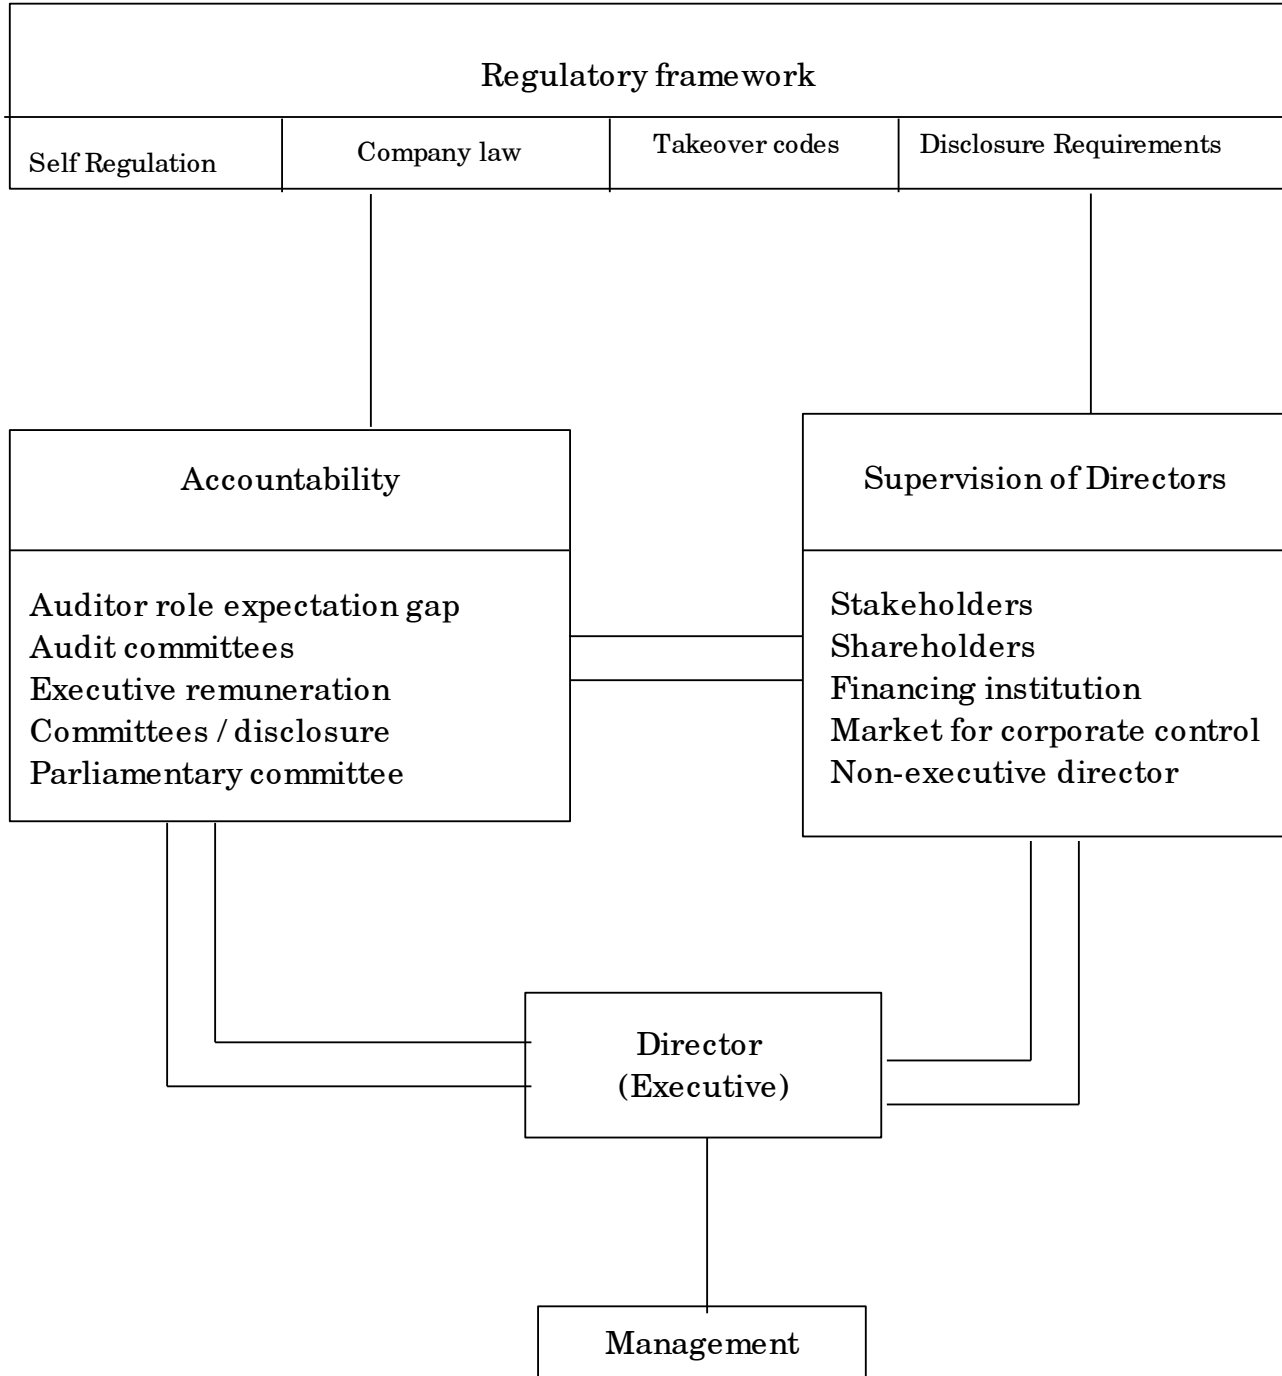 Regulatory framework
Self Regulation
Company law
Takeover codes
Disclosure Requirements
Accountability
Auditor role expectation gap
Audit committees
Executive remuneration
Committees / disclosure
Parliamentary committee
Supervision of Directors
Stakeholders
Shareholders
Financing institution
Market for corporate control
Non-executive director
Director
(Executive)
Management